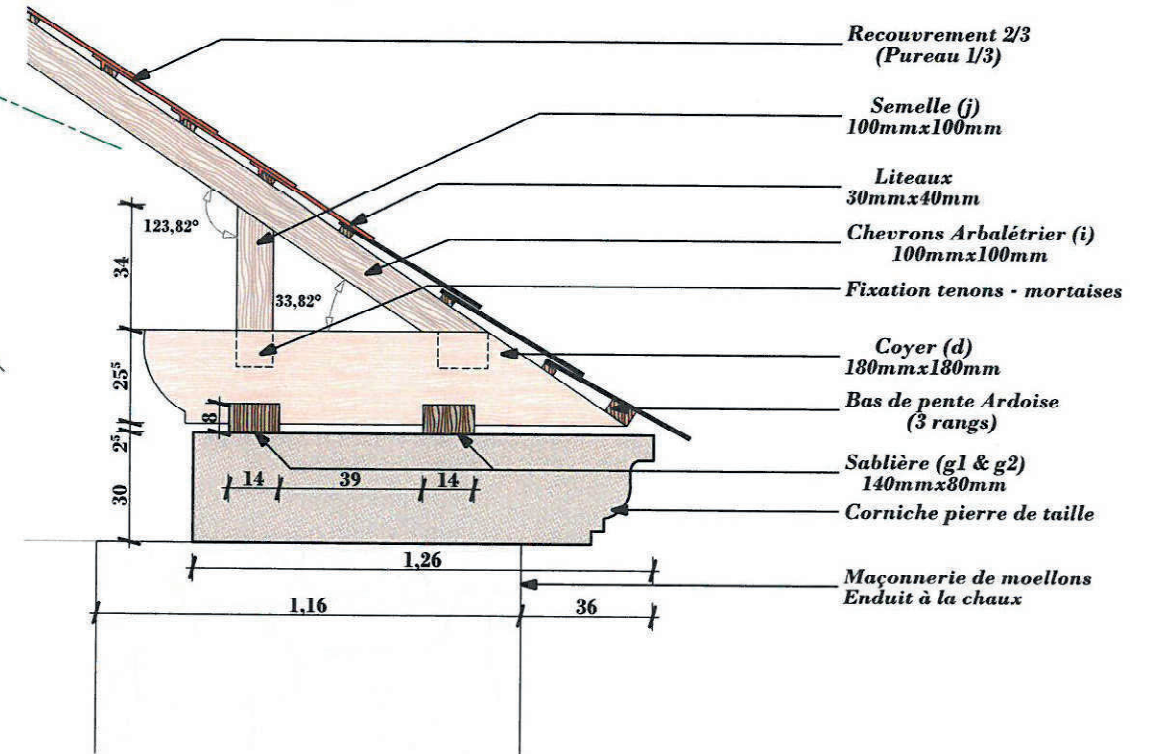 Recouvrement 2/3
(Pureau 1/3)
Semelle (j)
100mmx100mm
Liteaux
30mmx40mm
Chevrons Arbalétrier (i)
100mmx100mm
Fixation tenons - mortaises
Coyer (d)
180mmx180mm
Bas de pente Ardoise
(3 rangs)
Sablière (g1 & g2)
140mmx80mm
Corniche pierre de taille
Maçonnerie de moellons
Enduit à la chaux
123,82°
33,82°
34
25⁵
8
2⁵
30
14
39
14
1,26
1,16
36